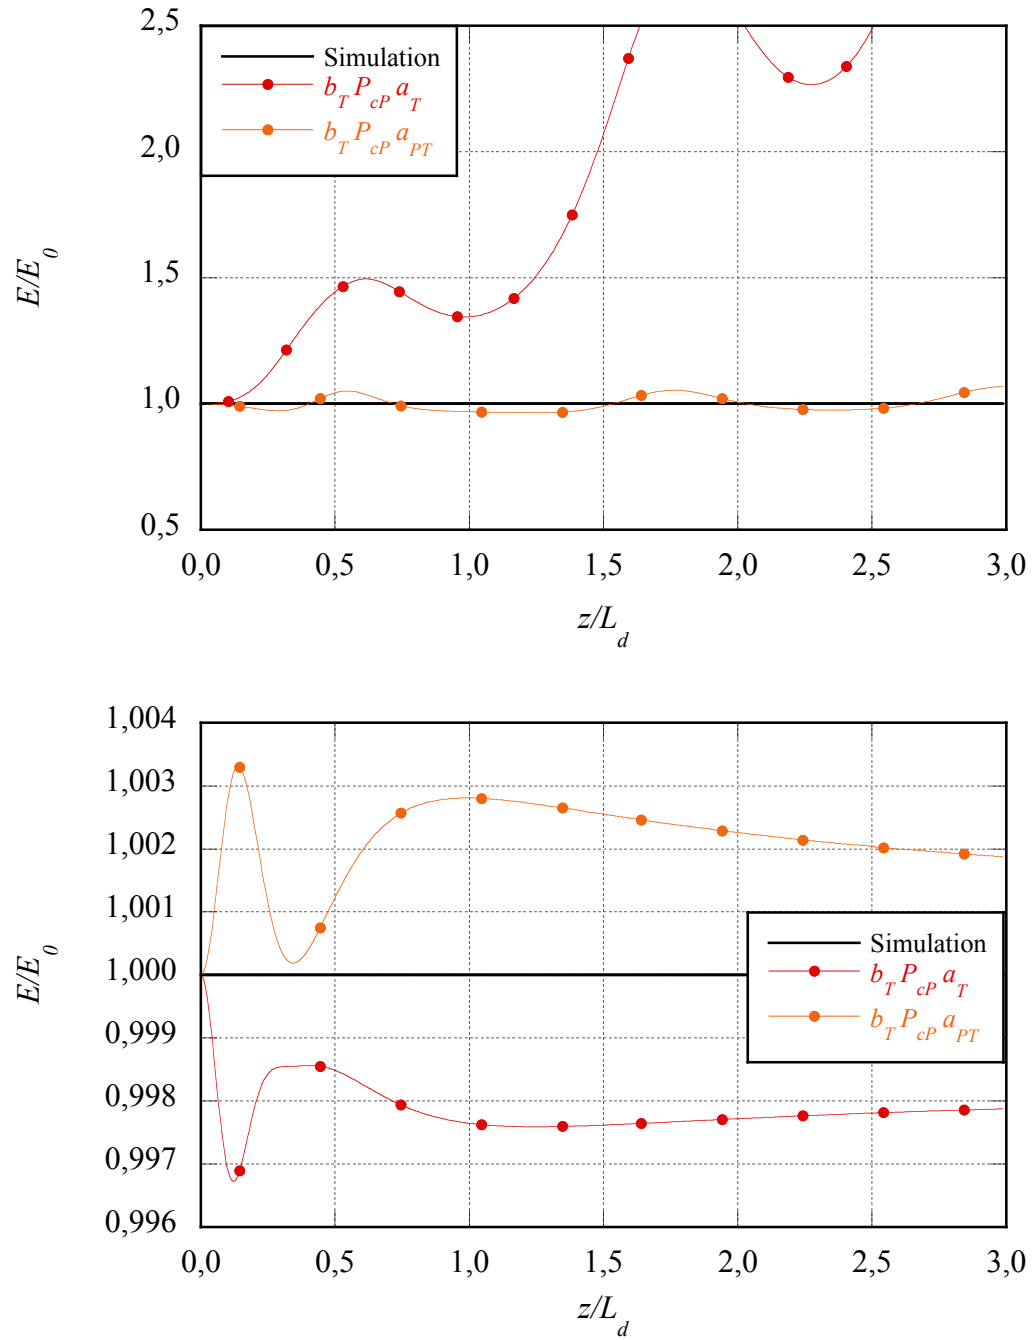 2,5
2,0
1,5
1,0
0,5
E/E_0
Simulation
b_T P_cP a_T
b_T P_cP a_PT
0,0 0,5 1,0 1,5 2,0 2,5 3,0
z/L_d
1,004
1,003
1,002
1,001
1,000
0,999
0,998
0,997
0,996
E/E_0
Simulation
b_T P_cP a_T
b_T P_cP a_PT
0,0 0,5 1,0 1,5 2,0 2,5 3,0
z/L_d